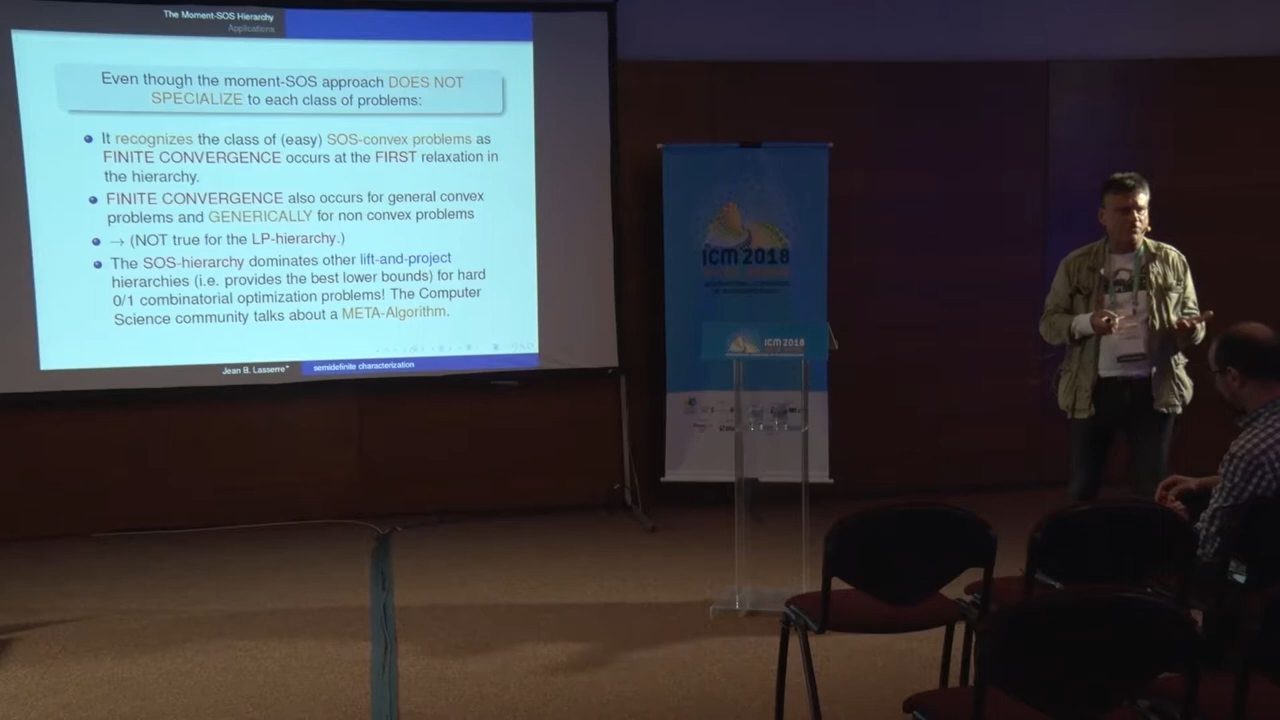 The Moment-SOS Hierarchy
Applications
Even though the moment-SOS approach DOES NOT
SPECIALIZE to each class of problems:
It recognizes the class of (easy) SOS-convex problems as
FINITE CONVERGENCE occurs at the FIRST relaxation in
the hierarchy.
FINITE CONVERGENCE also occurs for general convex
problems and GENERICALLY for non convex problems
→ (NOT true for the LP-hierarchy.)
The SOS-hierarchy dominates other lift-and-project
hierarchies (i.e. provides the best lower bounds) for hard
0/1 combinatorial optimization problems! The Computer
Science community talks about a META-Algorithm.
Jean B. Lasserre* semidefinite characterization
ICM 2018
ICM 2018